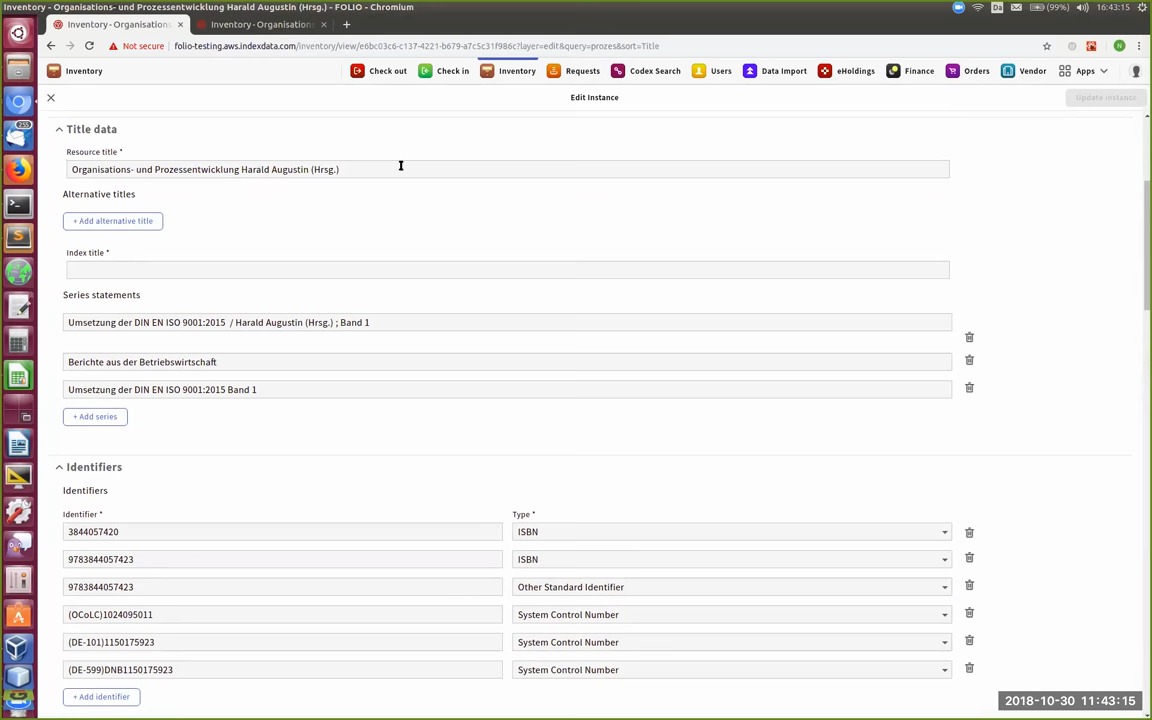 Inventory - Organisations- und Prozessentwicklung Harald Augustin (Hrsg.) - FOLIO - Chromium
Da
(99%)
16:43:15
Inventory - Organisations ×
Inventory - Organisations ×
Not secure
folio-testing.aws.indexdata.com/inventory/view/e6bc03c6-c137-4221-b679-a7c5c31f986c?layer=edit&query=prozes&sort=Title
N
Inventory
Check out
Check in
Inventory
Requests
Codex Search
Users
Data Import
eHoldings
Finance
Orders
Vendor
Apps
Edit Instance
Update instance
Title data
Resource title *
Organisations- und Prozessentwicklung Harald Augustin (Hrsg.)
Alternative titles
+ Add alternative title
Index title *
Series statements
Umsetzung der DIN EN ISO 9001:2015 / Harald Augustin (Hrsg.) ; Band 1
Berichte aus der Betriebswirtschaft
Umsetzung der DIN EN ISO 9001:2015 Band 1
+ Add series
Identifiers
Identifiers
Identifier *
Type *
3844057420
ISBN
9783844057423
ISBN
9783844057423
Other Standard Identifier
(OCoLC)1024095011
System Control Number
(DE-101)1150175923
System Control Number
(DE-599)DNB1150175923
System Control Number
+ Add identifier
2018-10-30 11:43:15